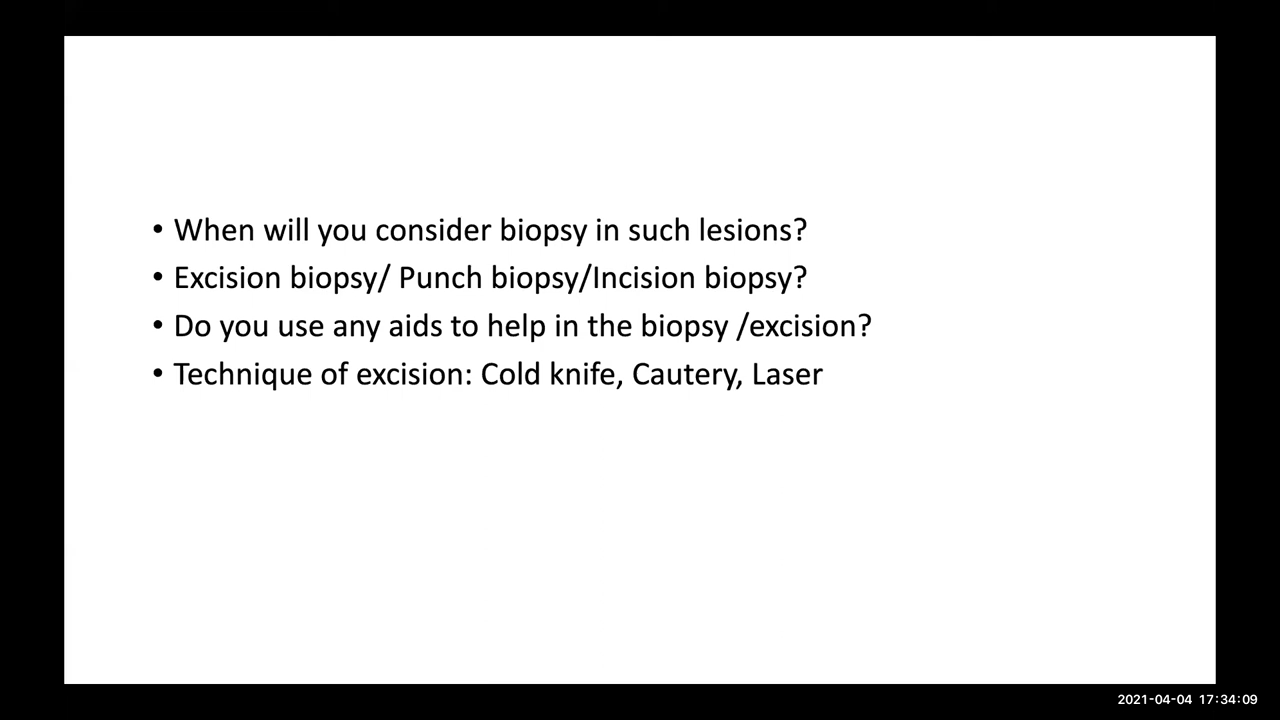 • When will you consider biopsy in such lesions?
• Excision biopsy/ Punch biopsy/Incision biopsy?
• Do you use any aids to help in the biopsy /excision?
• Technique of excision: Cold knife, Cautery, Laser
2021-04-04 17:34:09